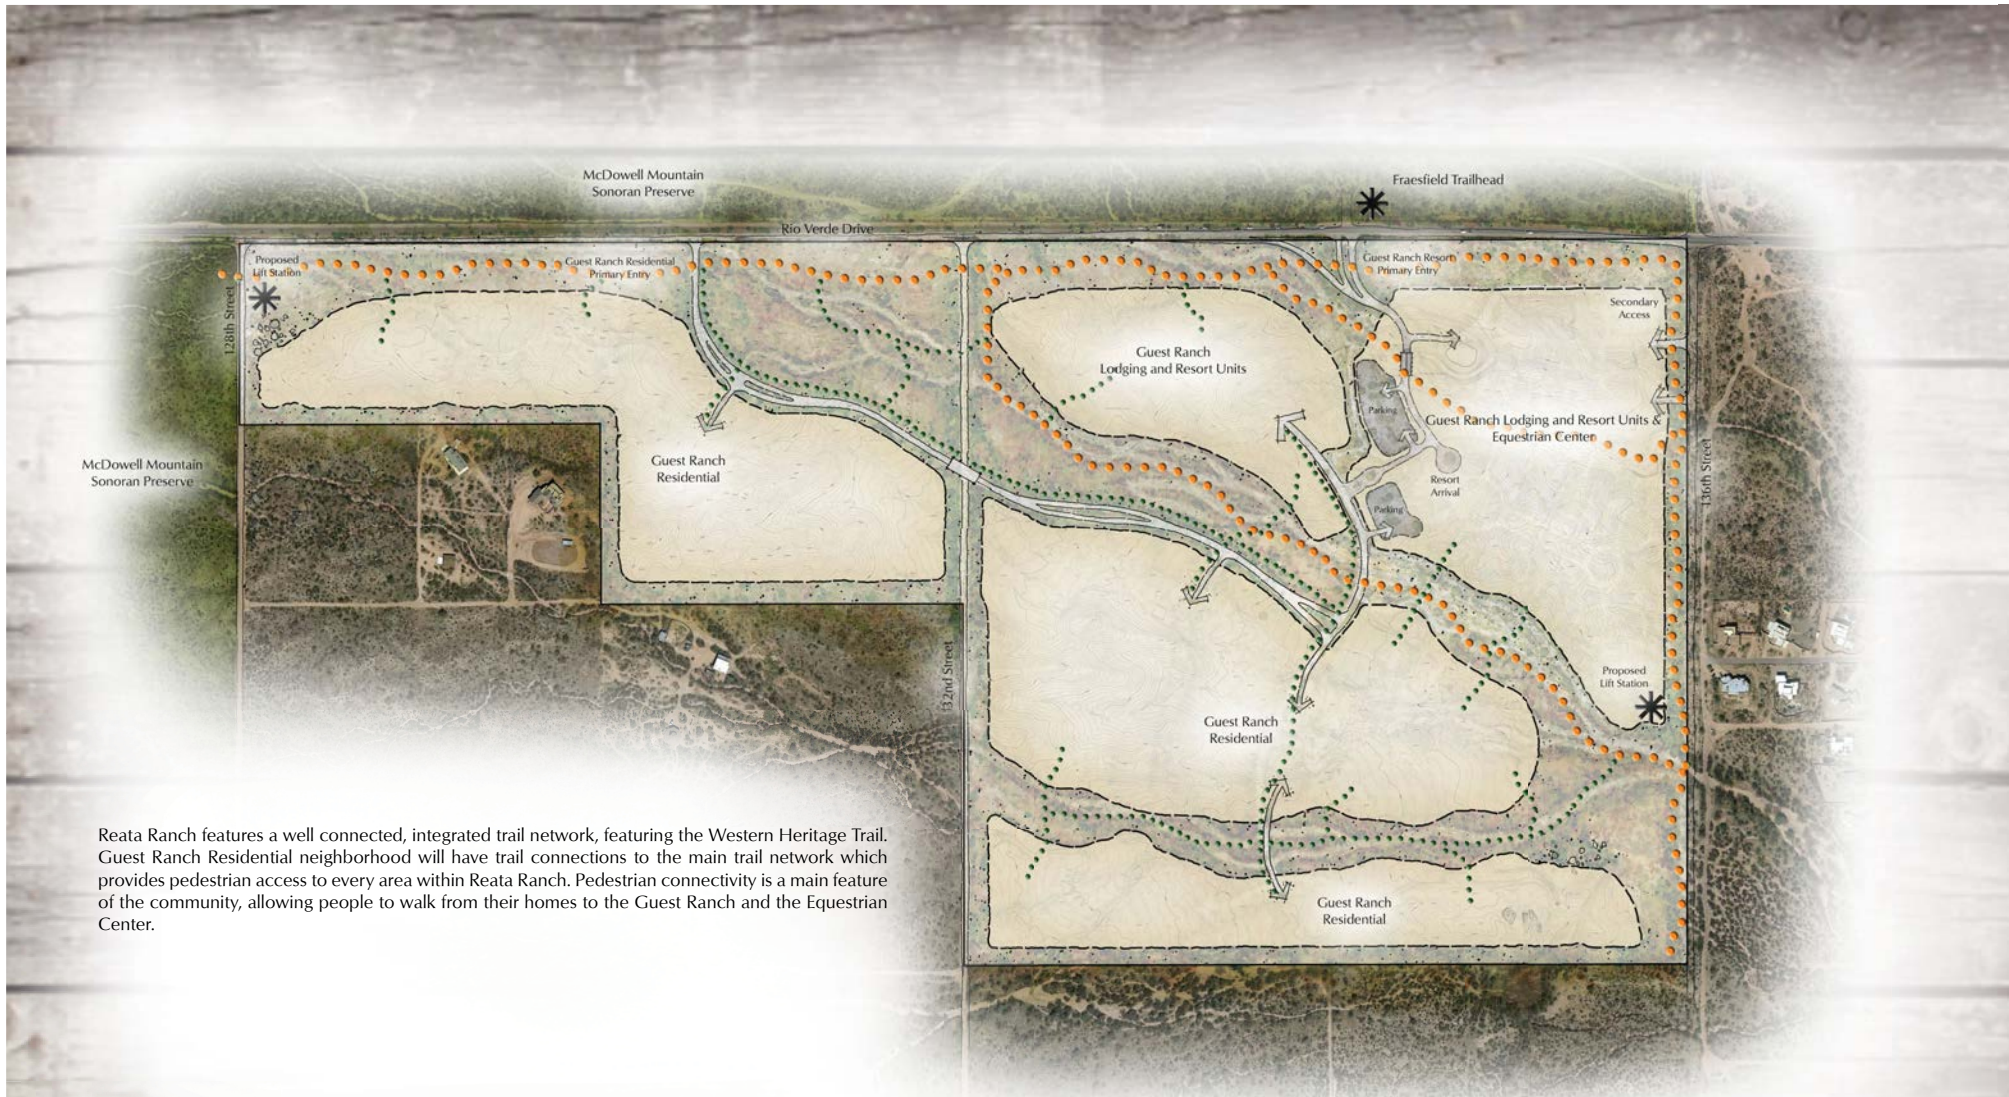 McDowell Mountain
Sonoran Preserve
Fraesfield Trailhead
Rio Verde Drive
Proposed
Lift Station
Guest Ranch Residential
Primary Entry
Guest Ranch Resort
Primary Entry
Secondary
Access
128th Street
Guest Ranch
Lodging and Resort Units
Parking
Guest Ranch Lodging and Resort Units &
Equestrian Center
McDowell Mountain
Sonoran Preserve
Guest Ranch
Residential
Resort
Arrival
136th Street
Parking
132nd Street
Proposed
Lift Station
Guest Ranch
Residential
Reata Ranch features a well connected, integrated trail network, featuring the Western Heritage Trail.
Guest Ranch Residential neighborhood will have trail connections to the main trail network which
provides pedestrian access to every area within Reata Ranch. Pedestrian connectivity is a main feature
of the community, allowing people to walk from their homes to the Guest Ranch and the Equestrian
Center.
Guest Ranch
Residential